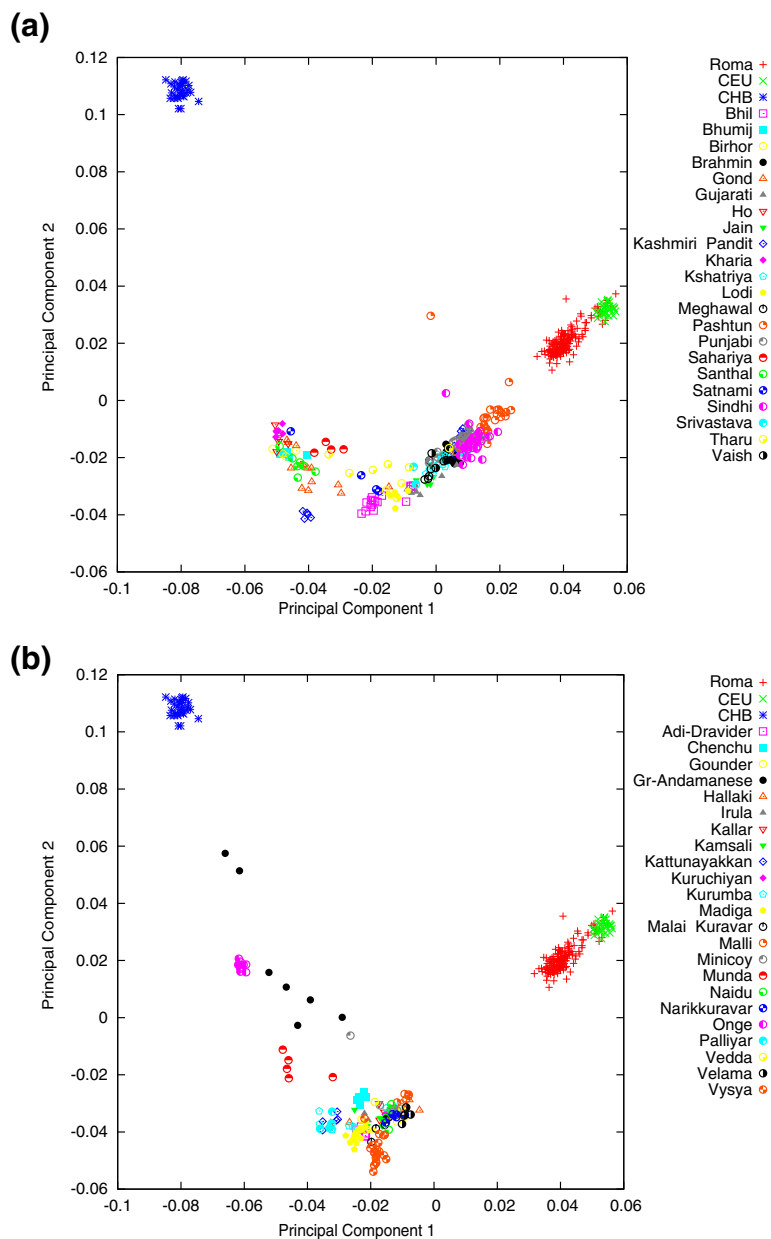 (a)
0.12
0.1
0.08
0.06
0.04
0.02
0
-0.02
-0.04
-0.06
Principal Component 2
-0.1
-0.08
-0.06
-0.04
-0.02
0
0.02
0.04
0.06
Principal Component 1
Roma
CEU
CHB
Bhil
Bhumij
Birhor
Brahmin
Gond
Gujarati
Ho
Jain
Kashmiri Pandit
Kharia
Kshatriya
Lodi
Meghawal
Pashtun
Punjabi
Sahariya
Santhal
Satnami
Sindhi
Srivastava
Tharu
Vaish
(b)
0.12
0.1
0.08
0.06
0.04
0.02
0
-0.02
-0.04
-0.06
Principal Component 2
-0.1
-0.08
-0.06
-0.04
-0.02
0
0.02
0.04
0.06
Principal Component 1
Roma
CEU
CHB
Adi-Dravider
Chenchu
Gounder
Gr-Andamanese
Hallaki
Irula
Kallar
Kamsali
Kattunayakkan
Kuruchiyan
Kurumba
Madiga
Malai Kuravar
Malli
Minicoy
Munda
Naidu
Narikkuravar
Onge
Palliyar
Vedda
Velama
Vysya